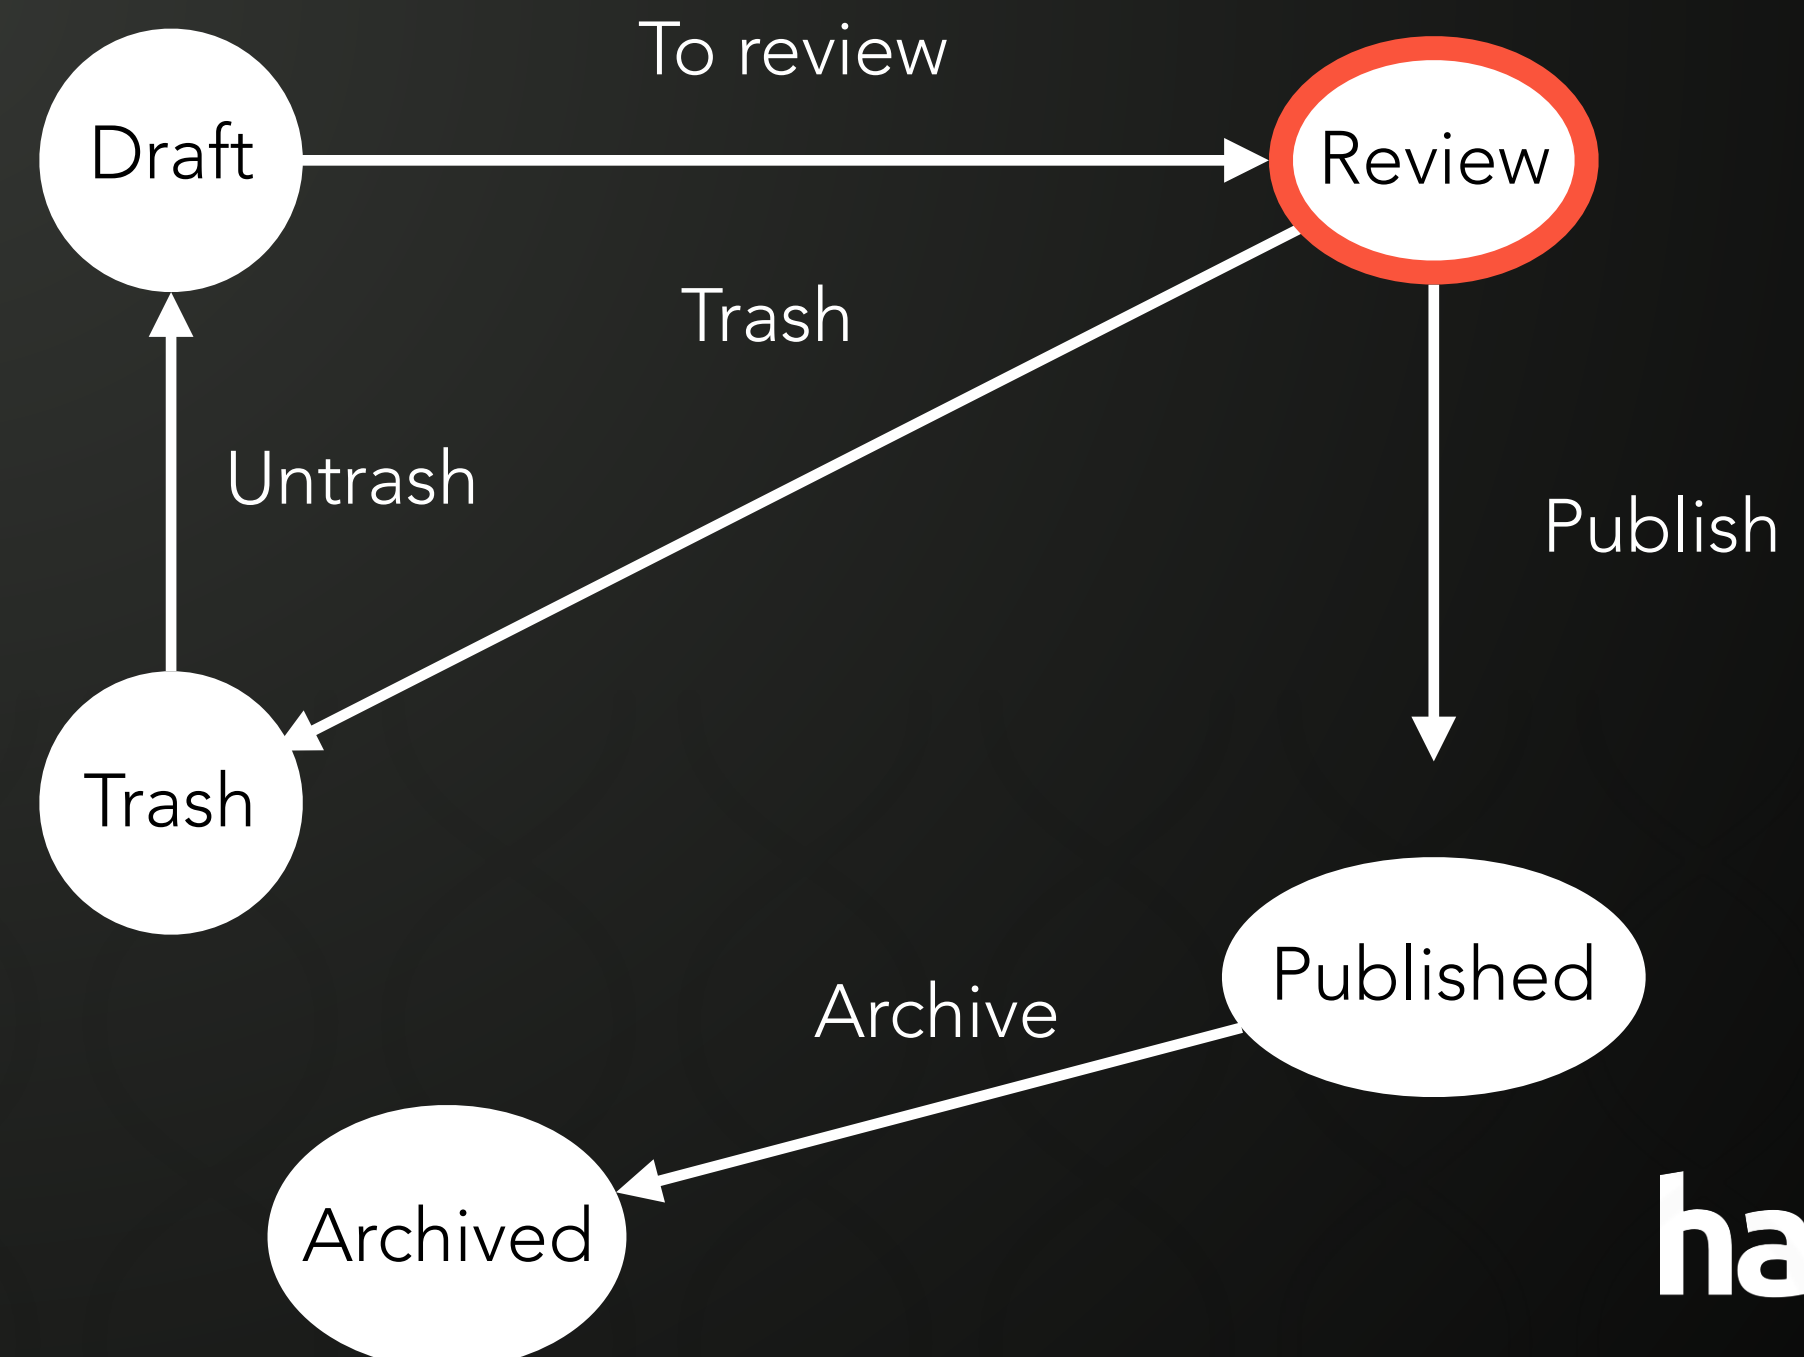 To review
Draft
Review
Trash
Untrash
Publish
Trash
Published
Archive
Archived
ha